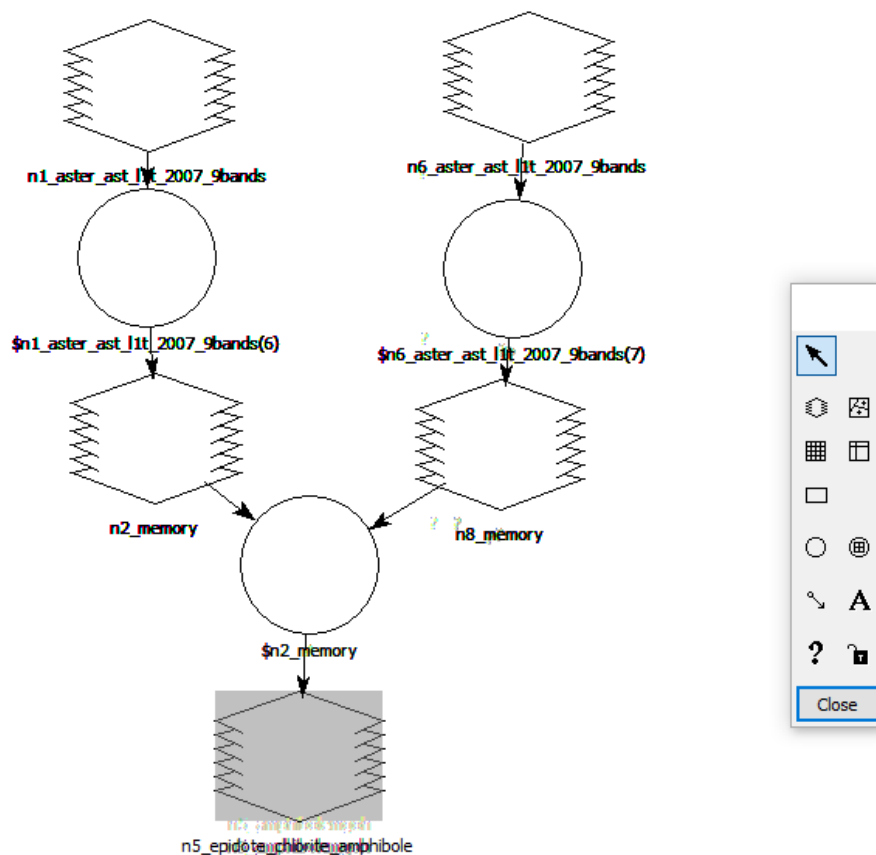 n1_aster_ast_l1t_2007_9bands
n6_aster_ast_l1t_2007_9bands
$n1_aster_ast_l1t_2007_9bands(6)
$n6_aster_ast_l1t_2007_9bands(7)
n2_memory
n8_memory
$n2_memory
n5_epidote_chlorite_amphibole
A
?
Close